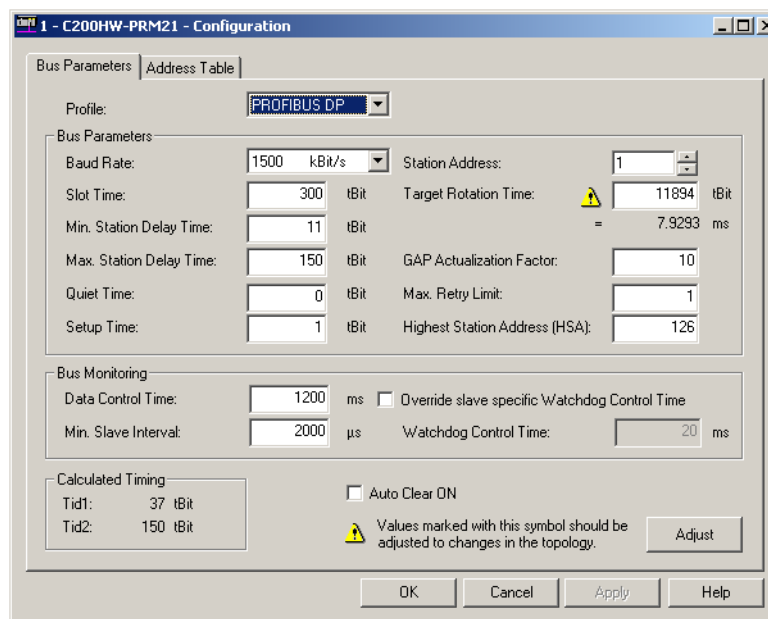 1 - C200HW-PRM21 - Configuration
Bus Parameters Address Table
Profile: PROFIBUS DP
Bus Parameters
Baud Rate: 1500 kBit/s Station Address: 1
Slot Time: 300 tBit Target Rotation Time: 11894 tBit
Min. Station Delay Time: 11 tBit = 7.9293 ms
Max. Station Delay Time: 150 tBit GAP Actualization Factor: 10
Quiet Time: 0 tBit Max. Retry Limit: 1
Setup Time: 1 tBit Highest Station Address (HSA): 126
Bus Monitoring
Data Control Time: 1200 ms Override slave specific Watchdog Control Time
Min. Slave Interval: 2000 µs Watchdog Control Time: 20 ms
Calculated Timing
Tid1: 37 tBit
Tid2: 150 tBit
Auto Clear ON
Values marked with this symbol should be
adjusted to changes in the topology.
Adjust
OK Cancel Apply Help